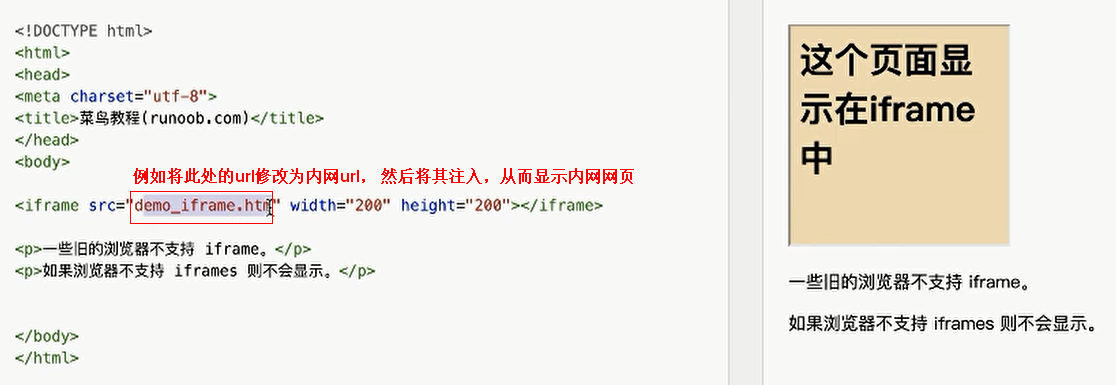 <!DOCTYPE html>
<html>
<head>
<meta charset="utf-8">
<title>菜鸟教程(runoob.com)</title>
</head>
<body>
例如将此处的url修改为内网url， 然后将其注入，从而显示内网网页
<iframe src="demo_iframe.htm" width="200" height="200"></iframe>
<p>一些旧的浏览器不支持 iframe。</p>
<p>如果浏览器不支持 iframes 则不会显示。</p>
</body>
</html>
这个页面显
示在iframe
中
一些旧的浏览器不支持 iframe。
如果浏览器不支持 iframes 则不会显示。